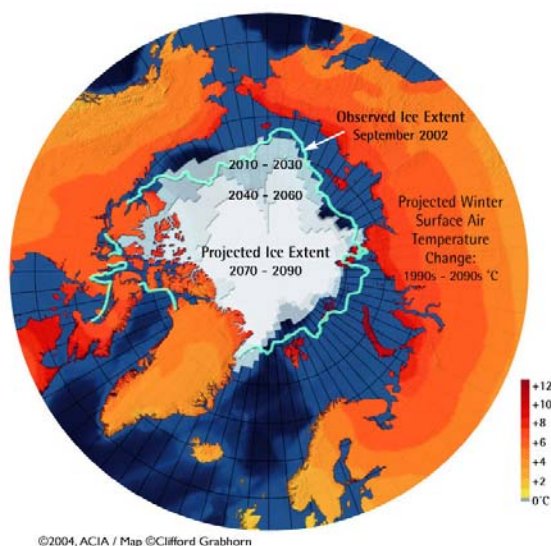 Observed Ice Extent
September 2002
2010 - 2030
2040 - 2060
Projected Winter
Surface Air
Temperature
Change:
1990s - 2090s °C
Projected Ice Extent
2070 - 2090
+12
+10
+8
+6
+4
+2
0°C
©2004, ACIA / Map ©Clifford Grabhorn